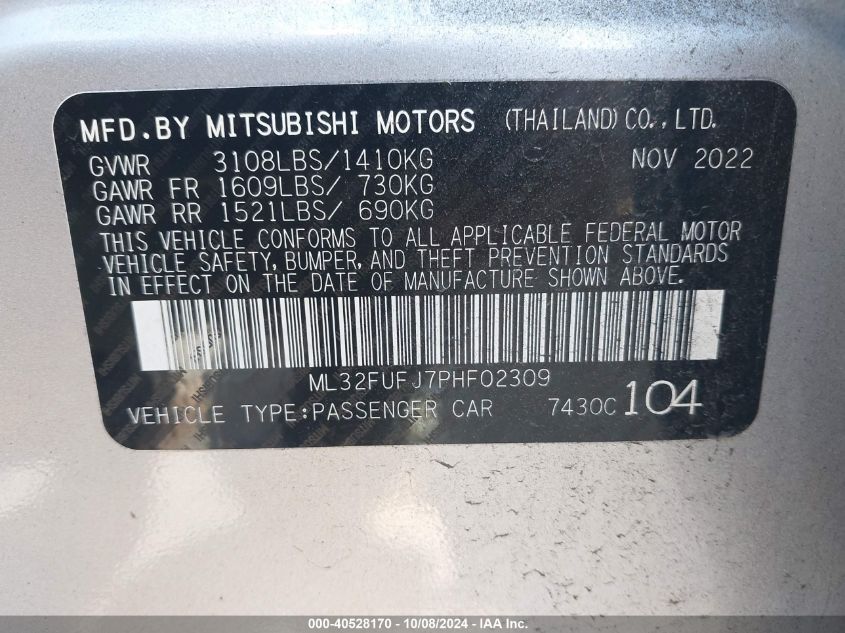 MFD.BY MITSUBISHI MOTORS (THAILAND)CO.,LTD.
GVWR 3108LBS/1410KG NOV 2022
GAWR FR 1609LBS/ 730KG
GAWR RR 1521LBS/ 690KG
THIS VEHICLE CONFORMS TO ALL APPLICABLE FEDERAL MOTOR
VEHICLE SAFETY, BUMPER, AND THEFT PREVENTION STANDARDS
IN EFFECT ON THE DATE OF MANUFACTURE SHOWN ABOVE.
ML32FUFJ7PHF02309
VEHICLE TYPE:PASSENGER CAR 7430C 104
000-40528170 - 10/08/2024 - IAA Inc.